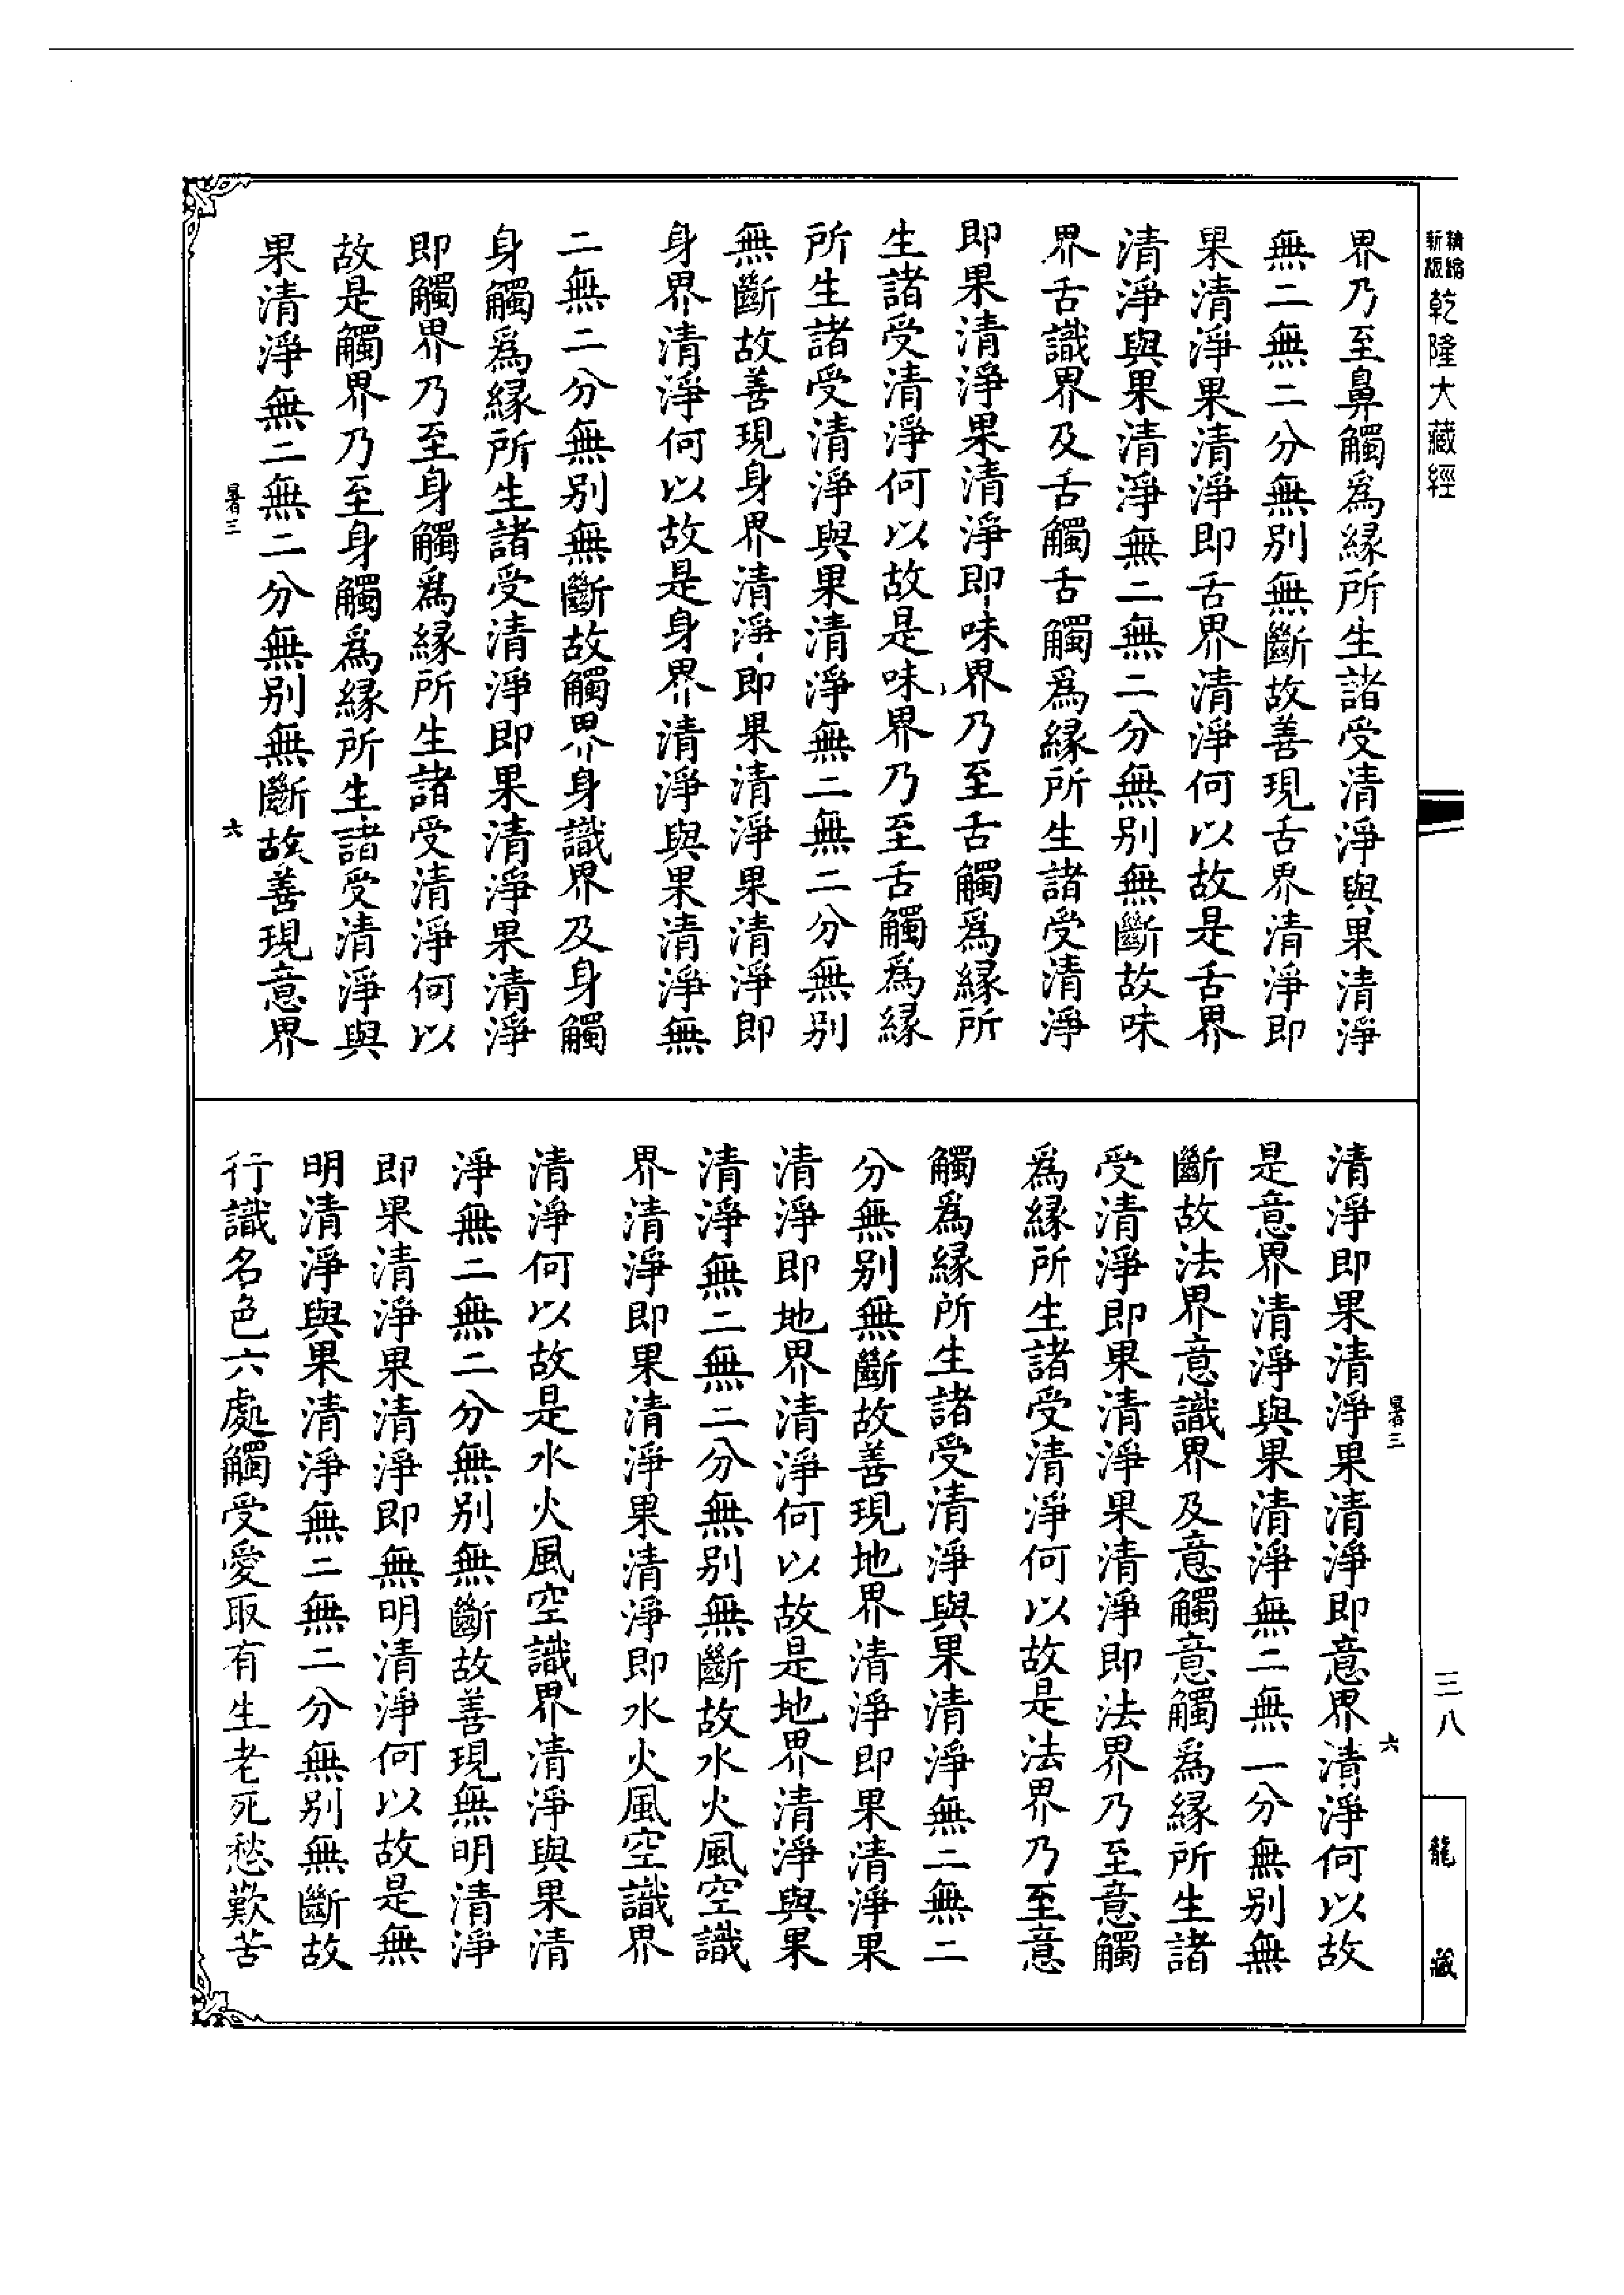 精縮新版乾隆大藏經
界乃至鼻觸爲緣所生諸受清淨與果清淨
無二無二分無别無斷故善現舌界清淨即
果清淨果清淨即舌界清淨何以故是舌界
清淨與果清淨無二無二分無别無斷故味
界舌識界及舌觸舌觸爲緣所生諸受清淨
即果清淨果清淨即味界乃至舌觸爲緣所
生諸受清淨何以故是味界乃至舌觸爲緣
所生諸受清淨與果清淨無二無二分無别
無斷故善現身界清淨即果清淨果清淨即
身界清淨何以故是身界清淨與果清淨無
二無二分無别無斷故觸界身識界及身觸
身觸爲緣所生諸受清淨即果清淨果清淨
即觸界乃至身觸爲緣所生諸受清淨何以
故是觸界乃至身觸爲緣所生諸受清淨與
果清淨無二無二分無别無斷故善現意界
暑三 六
暑三 六
清淨即果清淨果清淨即意界清淨何以故
是意界清淨與果清淨無二無一分無别無
斷故法界意識界及意觸意觸爲緣所生諸
受清淨即果清淨果清淨即法界乃至意觸
爲緣所生諸受清淨何以故是法界乃至意
觸爲緣所生諸受清淨與果清淨無二無二
分無别無斷故善現地界清淨即果清淨果
清淨即地界清淨何以故是地界清淨與果
清淨無二無二分無别無斷故水火風空識
界清淨即果清淨果清淨即水火風空識界
清淨何以故是水火風空識界清淨與果清
淨無二無二分無别無斷故善現無明清淨
即果清淨果清淨即無明清淨何以故是無
明清淨與果清淨無二無二分無别無斷故
行識名色六處觸受愛取有生老死愁歎苦
三八
龍藏